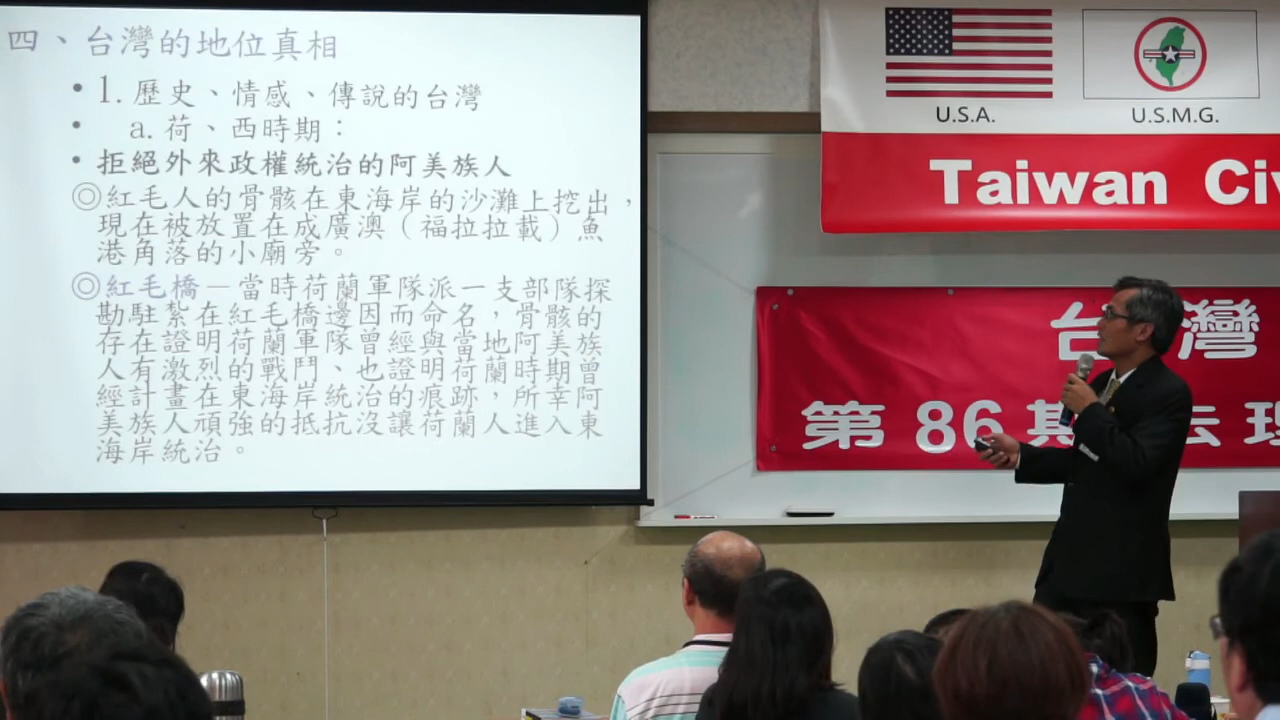 四、台灣的地位真相
• 1. 歷史、情感、傳說的台灣
• a. 荷、西時期：
• 拒絕外來政權統治的阿美族人
◎紅毛人的骨骸在東海岸的沙灘上挖出，
現在被放置在成廣澳（福拉拉載）魚
港角落的小廟旁。
◎紅毛橋－當時荷蘭軍隊派一支部隊探
勘駐紮在紅毛橋邊因而命名，骨骸的
存在證明荷蘭軍隊曾經與當地阿美族
人有激烈的戰鬥、也證明荷蘭時期曾
經計畫在東海岸統治的痕跡，所幸阿
美族人頑強的抵抗沒讓荷蘭人進入東
海岸統治。
U.S.A.
U.S.M.G.
Taiwan Civ
台灣
第86期